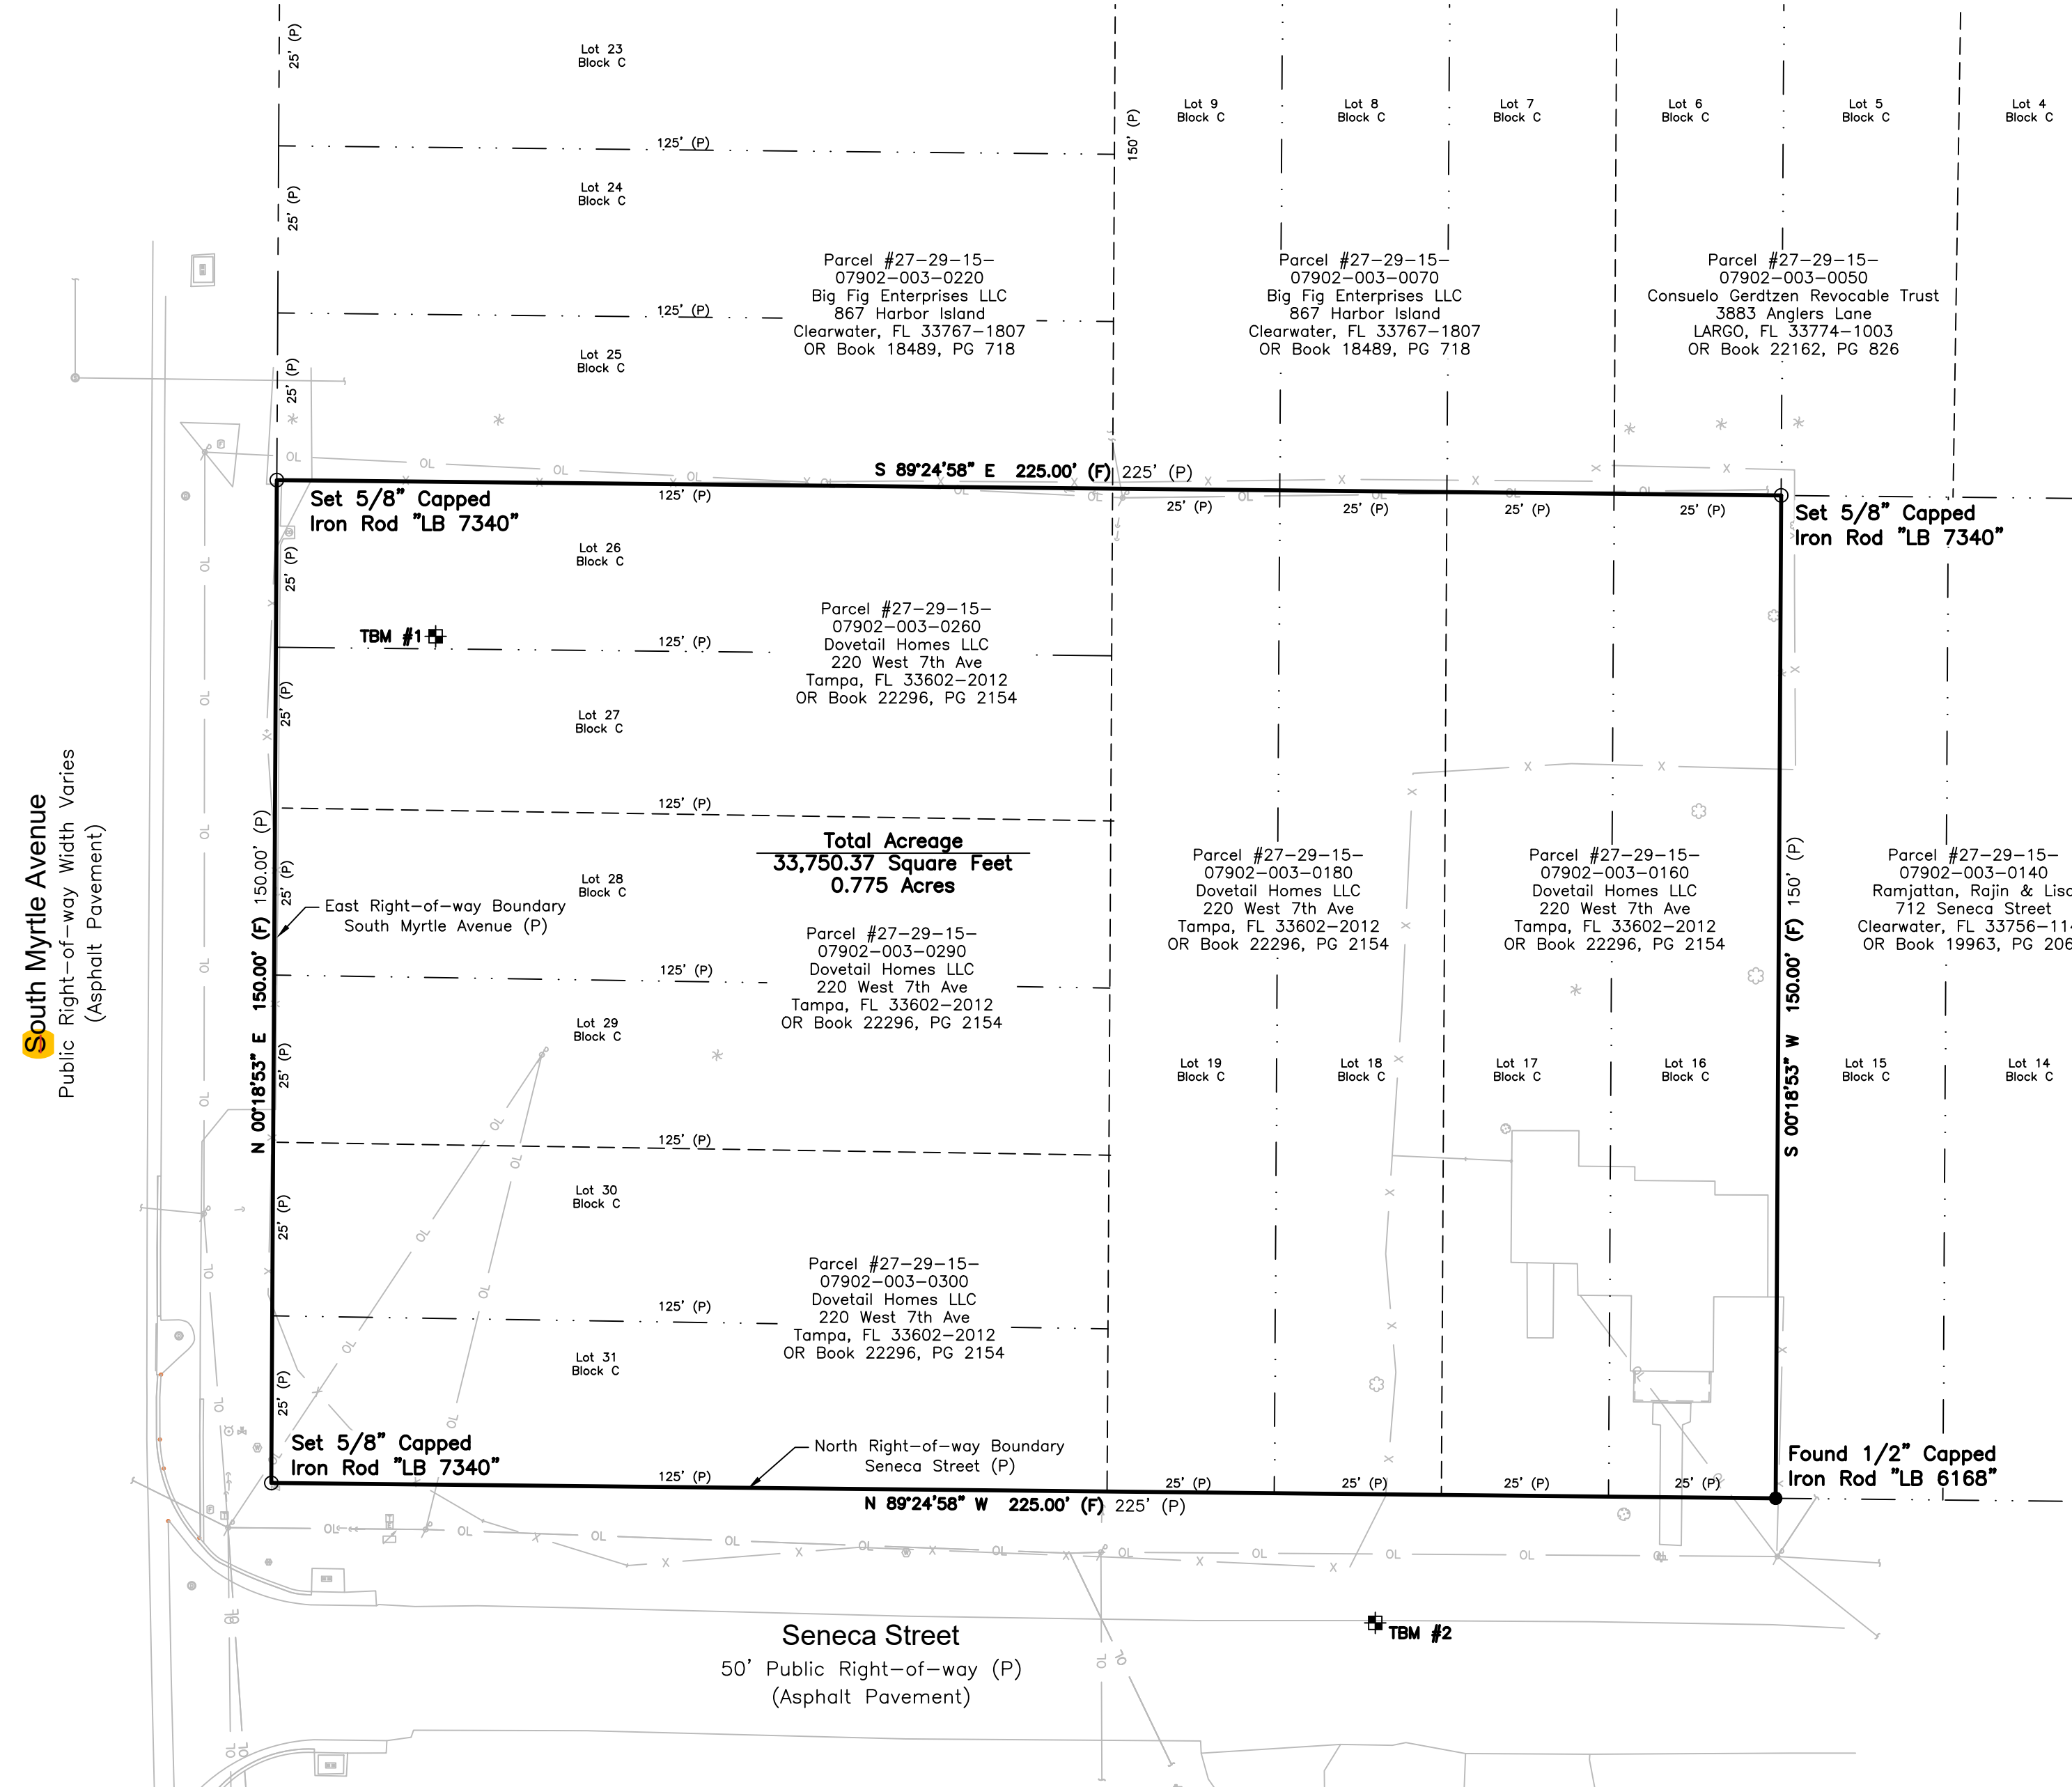 25' (P)
Lot 23
Block C
Lot 9
Block C
Lot 8
Block C
Lot 7
Block C
Lot 6
Block C
Lot 5
Block C
Lot 4
Block C
150' (P)
125' (P)
Lot 24
Block C
25' (P)
Parcel #27-29-15-
07902-003-0220
Big Fig Enterprises LLC
867 Harbor Island
Clearwater, FL 33767-1807
OR Book 18489, PG 718
Parcel #27-29-15-
07902-003-0070
Big Fig Enterprises LLC
867 Harbor Island
Clearwater, FL 33767-1807
OR Book 18489, PG 718
Parcel #27-29-15-
07902-003-0050
Consuelo Gerdtzen Revocable Trust
3883 Anglers Lane
LARGO, FL 33774-1003
OR Book 22162, PG 826
125' (P)
Lot 25
Block C
25' (P)
S 89°24'58" E 225.00' (F) 225' (P)
Set 5/8" Capped
Iron Rod "LB 7340"
125' (P)
25' (P)
25' (P)
25' (P)
25' (P)
Set 5/8" Capped
Iron Rod "LB 7340"
Lot 26
Block C
25' (P)
TBM #1
125' (P)
Parcel #27-29-15-
07902-003-0260
Dovetail Homes LLC
220 West 7th Ave
Tampa, FL 33602-2012
OR Book 22296, PG 2154
25' (P)
Lot 27
Block C
125' (P)
South Myrtle Avenue
Public Right-of-way Width Varies
(Asphalt Pavement)
N 00°18'53" E 150.00' (F) 150.00' (P)
Total Acreage
33,750.37 Square Feet
0.775 Acres
25' (P)
Lot 28
Block C
East Right-of-way Boundary
South Myrtle Avenue (P)
Parcel #27-29-15-
07902-003-0180
Dovetail Homes LLC
220 West 7th Ave
Tampa, FL 33602-2012
OR Book 22296, PG 2154
Parcel #27-29-15-
07902-003-0160
Dovetail Homes LLC
220 West 7th Ave
Tampa, FL 33602-2012
OR Book 22296, PG 2154
S 00°18'53" W 150.00' (F) 150' (P)
Parcel #27-29-15-
07902-003-0140
Ramjattan, Rajin &
712 Seneca Street
Clearwater, FL
OR Book 19963, PG
Parcel #27-29-15-
07902-003-0290
Dovetail Homes LLC
220 West 7th Ave
Tampa, FL 33602-2012
OR Book 22296, PG 2154
125' (P)
Lot 29
Block C
25' (P)
Lot 19
Block C
Lot 18
Block C
Lot 17
Block C
Lot 16
Block C
Lot 15
Block C
Lot 14
Block C
125' (P)
Lot 30
Block C
25' (P)
Parcel #27-29-15-
07902-003-0300
Dovetail Homes LLC
220 West 7th Ave
Tampa, FL 33602-2012
OR Book 22296, PG 2154
125' (P)
Lot 31
Block C
25' (P)
Set 5/8" Capped
Iron Rod "LB 7340"
North Right-of-way Boundary
Seneca Street (P)
Found 1/2" Capped
Iron Rod "LB 6168"
125' (P)
25' (P)
25' (P)
25' (P)
25' (P)
N 89°24'58" W 225.00' (F) 225' (P)
TBM #2
Seneca Street
50' Public Right-of-way (P)
(Asphalt Pavement)